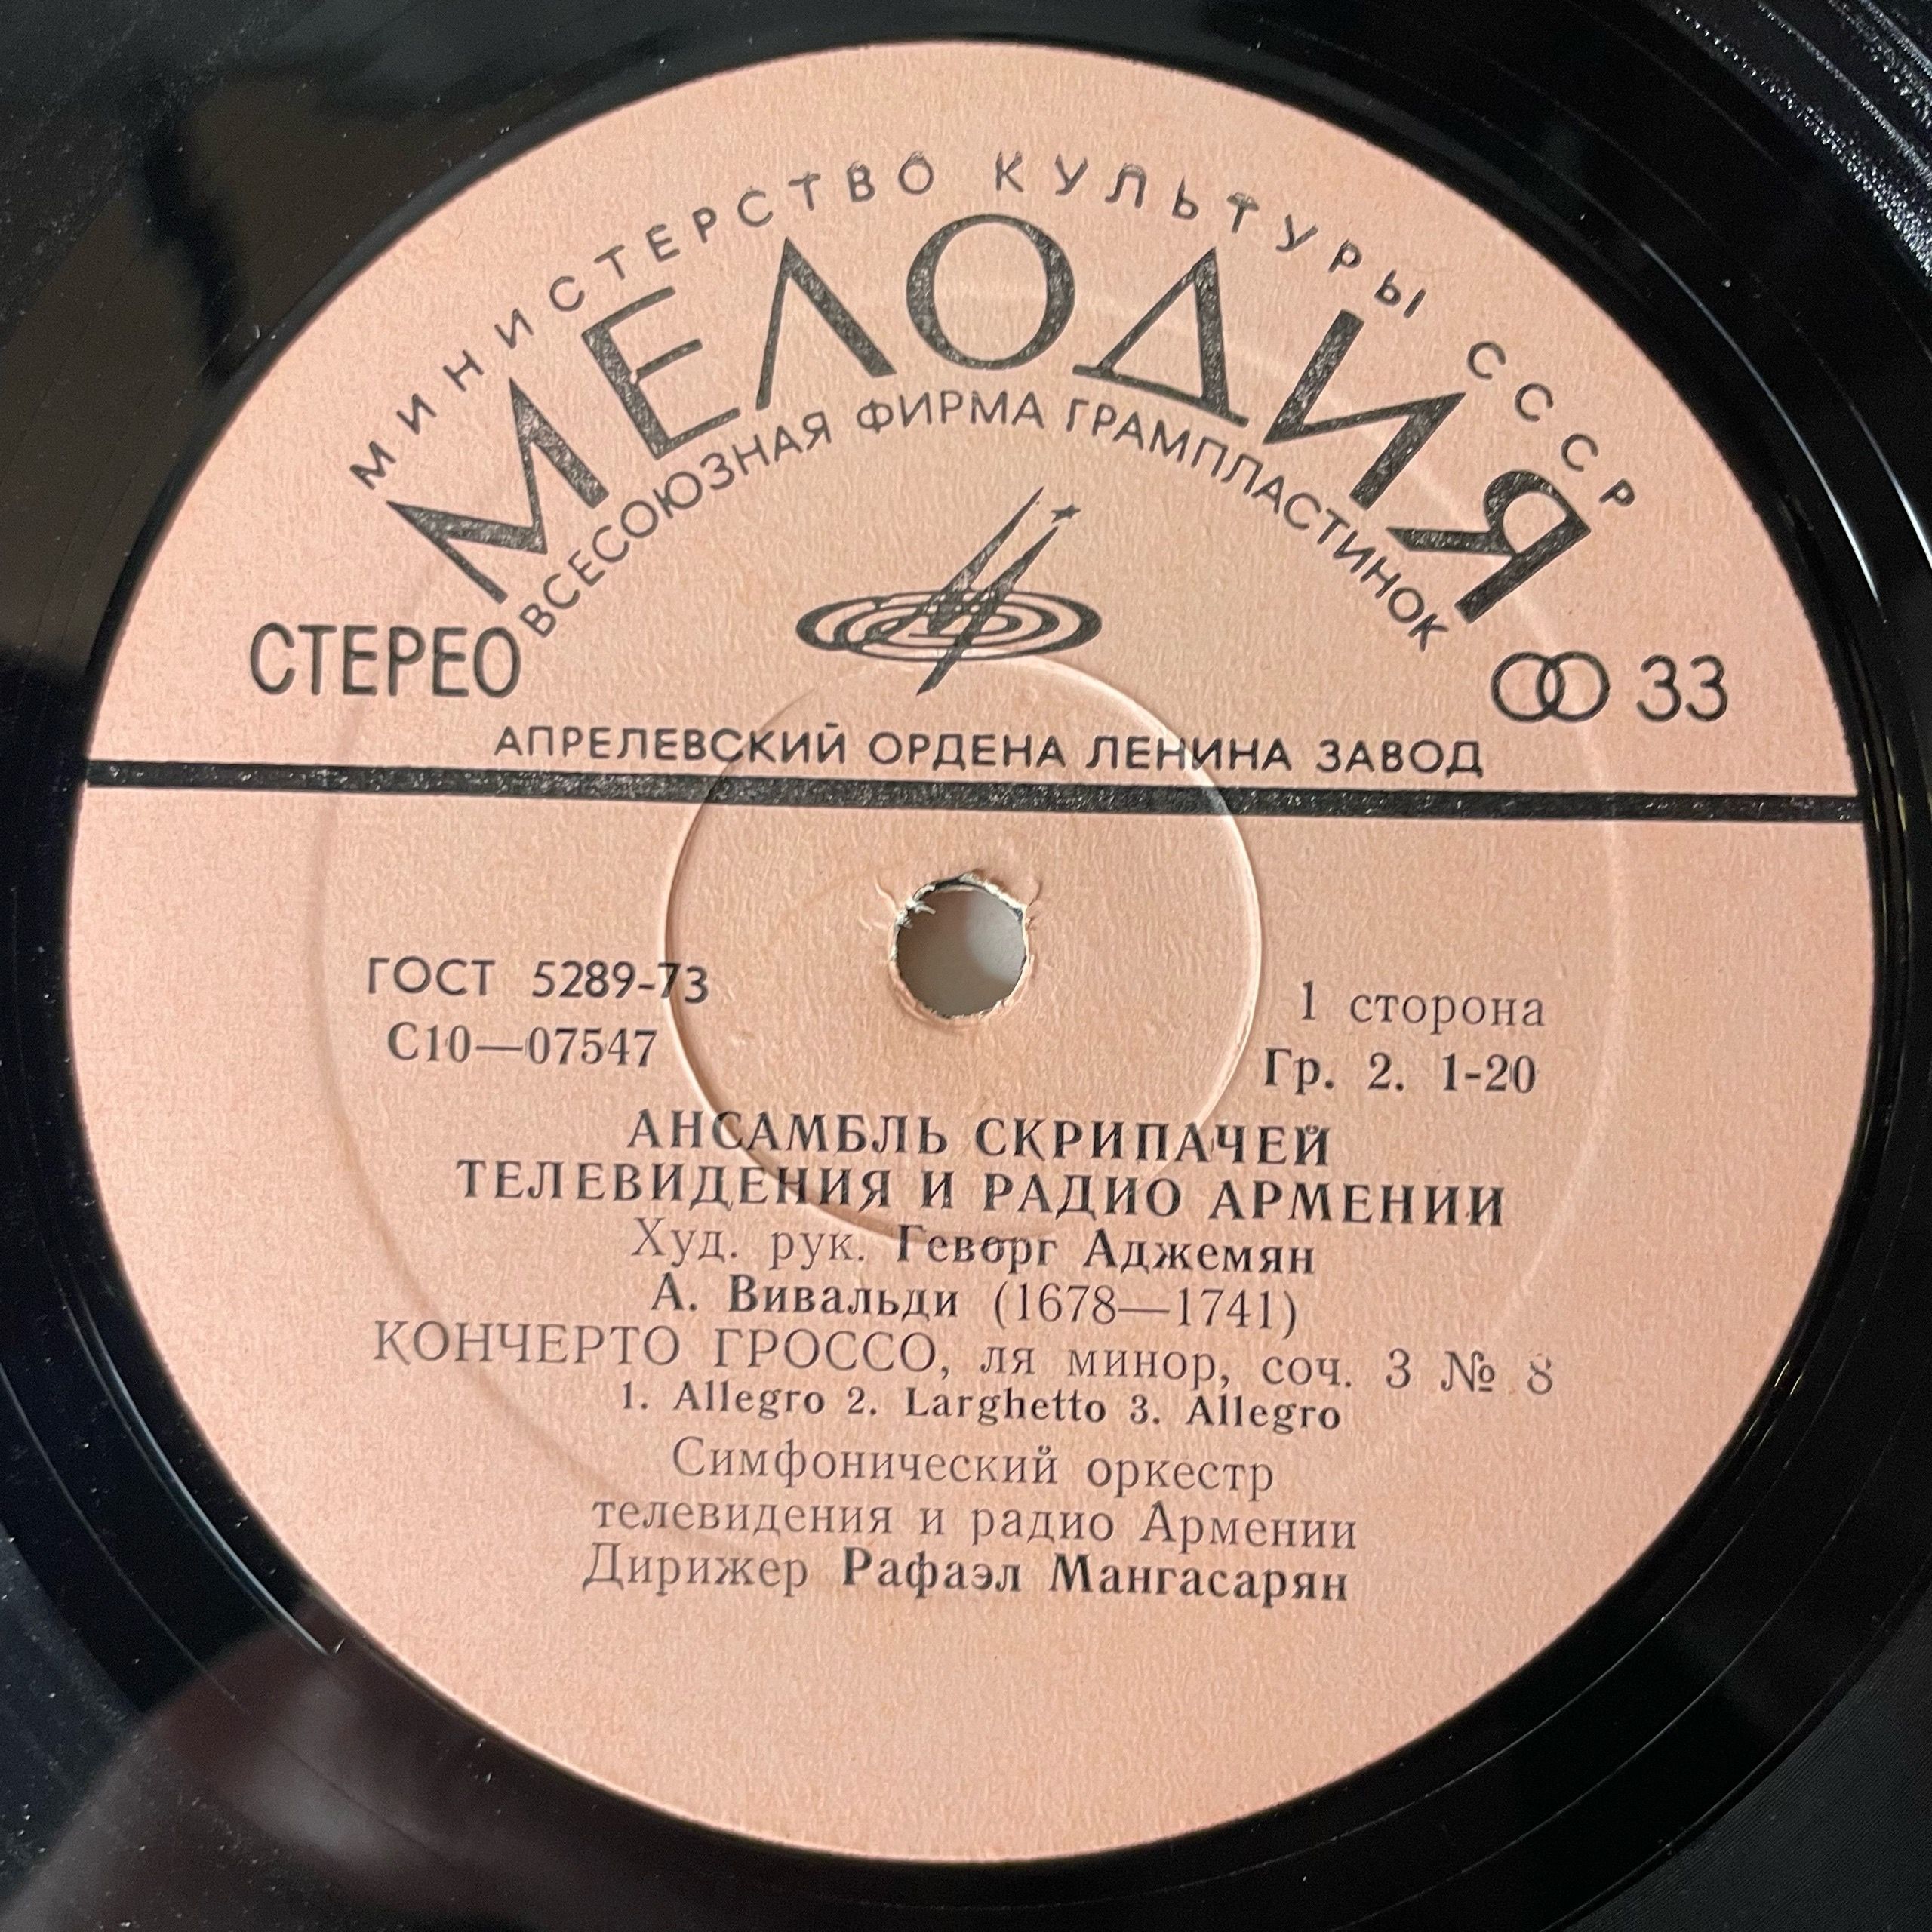 МИНИСТЕРСТВО КУЛЬТУРЫ СССР
МЕЛОДИЯ
ВСЕСОЮЗНАЯ ФИРМА ГРАМПЛАСТИНОК
СТЕРЕО
33
АПРЕЛЕВСКИЙ ОРДЕНА ЛЕНИНА ЗАВОД
ГОСТ 5289-73
1 сторона
С10—07547
Гр. 2. 1-20
АНСАМБЛЬ СКРИПАЧЕЙ
ТЕЛЕВИДЕНИЯ И РАДИО АРМЕНИИ
Худ. рук. Геворг Аджемян
А. Вивальди (1678—1741)
КОНЧЕРТО ГРОССО, ля минор, соч. 3 № 8
1. Allegro 2. Larghetto 3. Allegro
Симфонический оркестр
телевидения и радио Армении
Дирижер Рафаэл Мангасарян